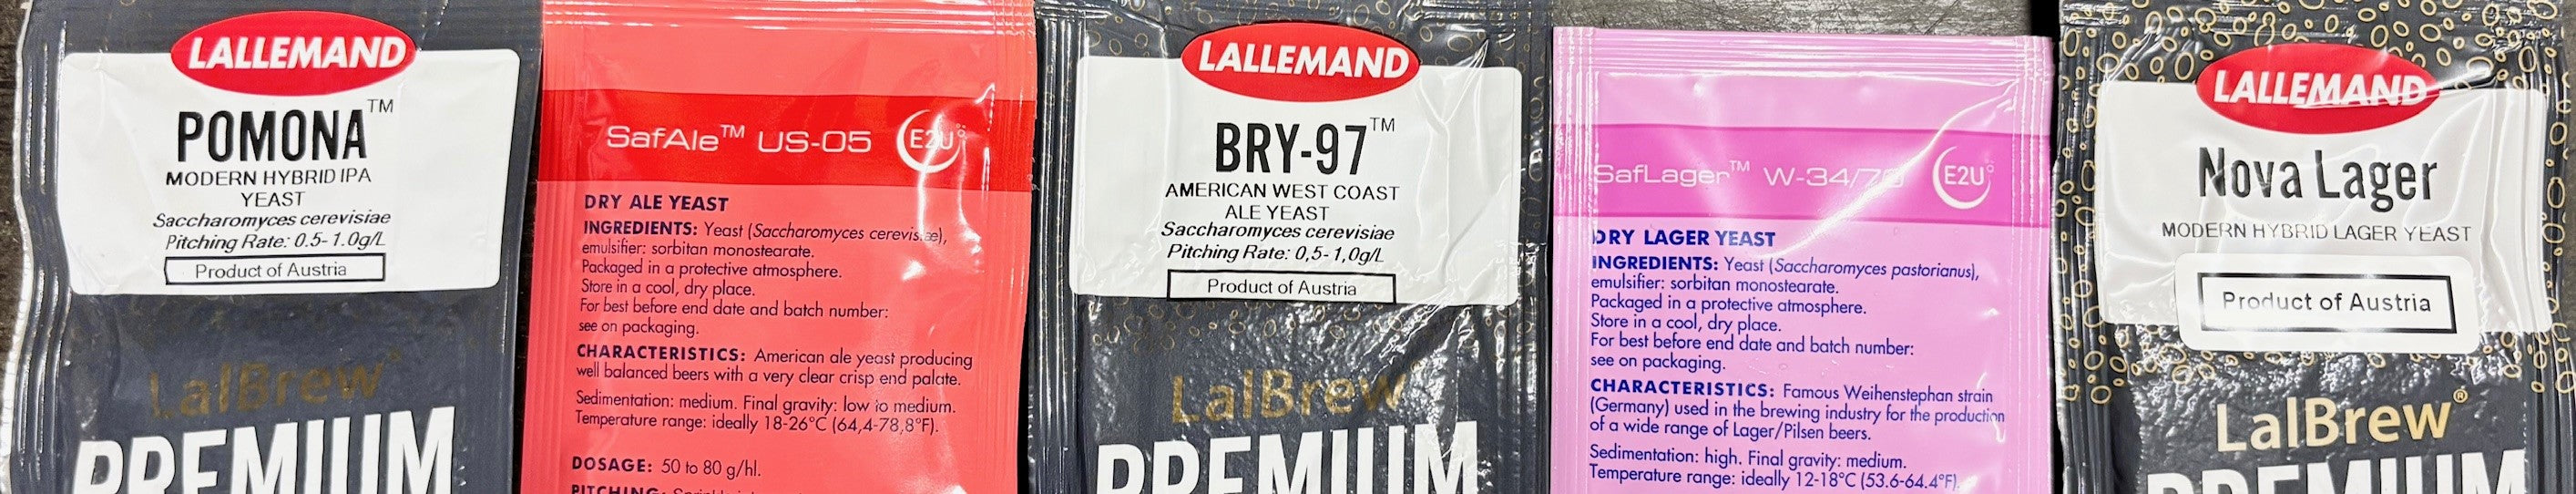 LALLEMAND
POMONA™
MODERN HYBRID IPA
YEAST
Saccharomyces cerevisiae
Pitching Rate: 0.5-1.0g/L
Product of Austria
LalBrew®
PREMIUM
SafAle™ US-05
E2U
DRY ALE YEAST
INGREDIENTS: Yeast (Saccharomyces cerevisiae),
emulsifier: sorbitan monostearate.
Packaged in a protective atmosphere.
Store in a cool, dry place.
For best before end date and batch number:
see on packaging.
CHARACTERISTICS: American ale yeast producing
well balanced beers with a very clear crisp end palate.
Sedimentation: medium. Final gravity: low to medium.
Temperature range: ideally 18-26°C (64,4-78,8°F).
DOSAGE: 50 to 80 g/hl.
PITCHING:
LALLEMAND
BRY-97™
AMERICAN WEST COAST
ALE YEAST
Saccharomyces cerevisiae
Pitching Rate: 0,5-1,0g/L
Product of Austria
LalBrew
PREMIUM
SafLager™ W-34/70
E2U
DRY LAGER YEAST
INGREDIENTS: Yeast (Saccharomyces pastorianus),
emulsifier: sorbitan monostearate.
Packaged in a protective atmosphere.
Store in a cool, dry place.
For best before end date and batch number:
see on packaging.
CHARACTERISTICS: Famous Weihenstephan strain
(Germany) used in the brewing industry for the production
of a wide range of Lager/Pilsen beers.
Sedimentation: high. Final gravity: medium.
Temperature range: ideally 12-18°C (53.6-64.4°F).
LALLEMAND
Nova Lager
MODERN HYBRID LAGER YEAST
Product of Austria
LalBrew®
PREMIUM